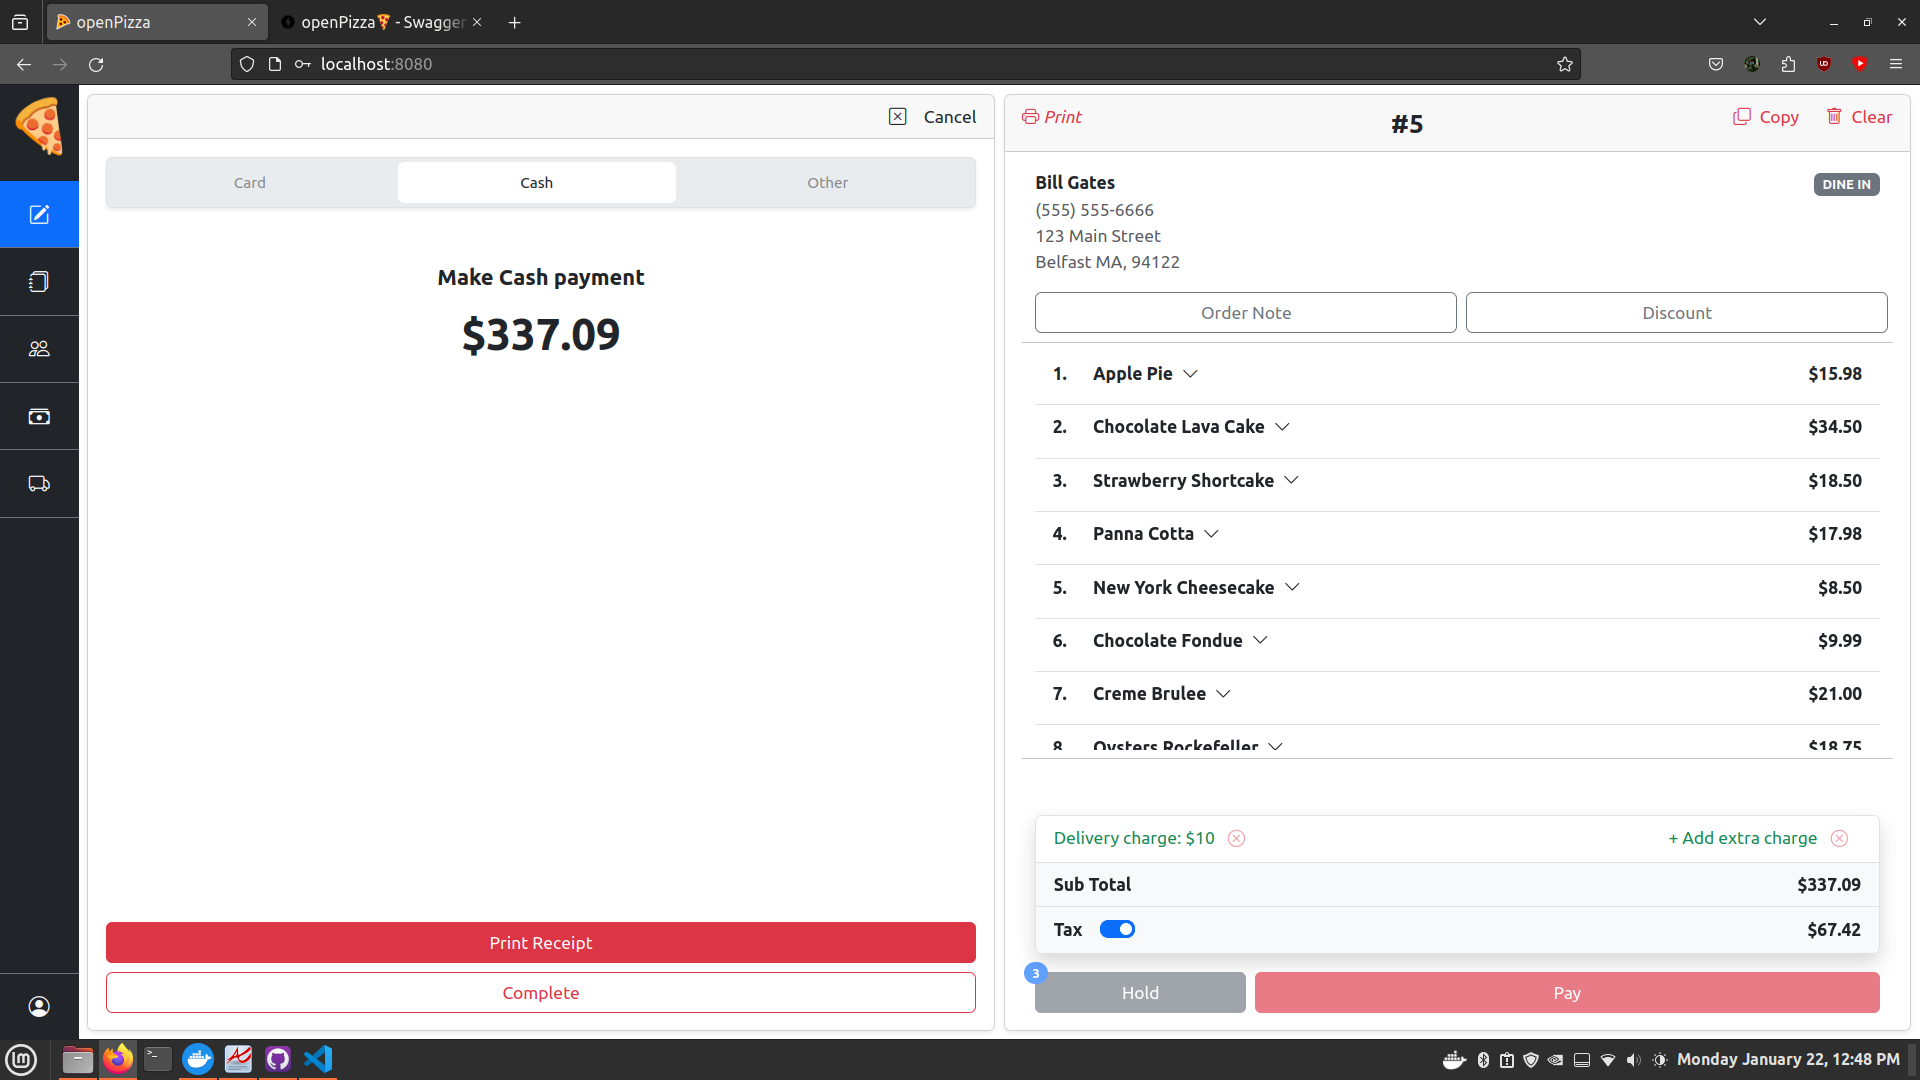 openPizza
openPizza🍕 - Swagger
localhost:8080
Cancel
Card
Cash
Other
Make Cash payment
$337.09
Print Receipt
Complete
Print
#5
Copy
Clear
Bill Gates
DINE IN
(555) 555-6666
123 Main Street
Belfast MA, 94122
Order Note
Discount
1. Apple Pie $15.98
2. Chocolate Lava Cake $34.50
3. Strawberry Shortcake $18.50
4. Panna Cotta $17.98
5. New York Cheesecake $8.50
6. Chocolate Fondue $9.99
7. Creme Brulee $21.00
8. Oysters Rockefeller $18.75
Delivery charge: $10
+ Add extra charge
Sub Total $337.09
Tax $67.42
3
Hold
Pay
Monday January 22, 12:48 PM